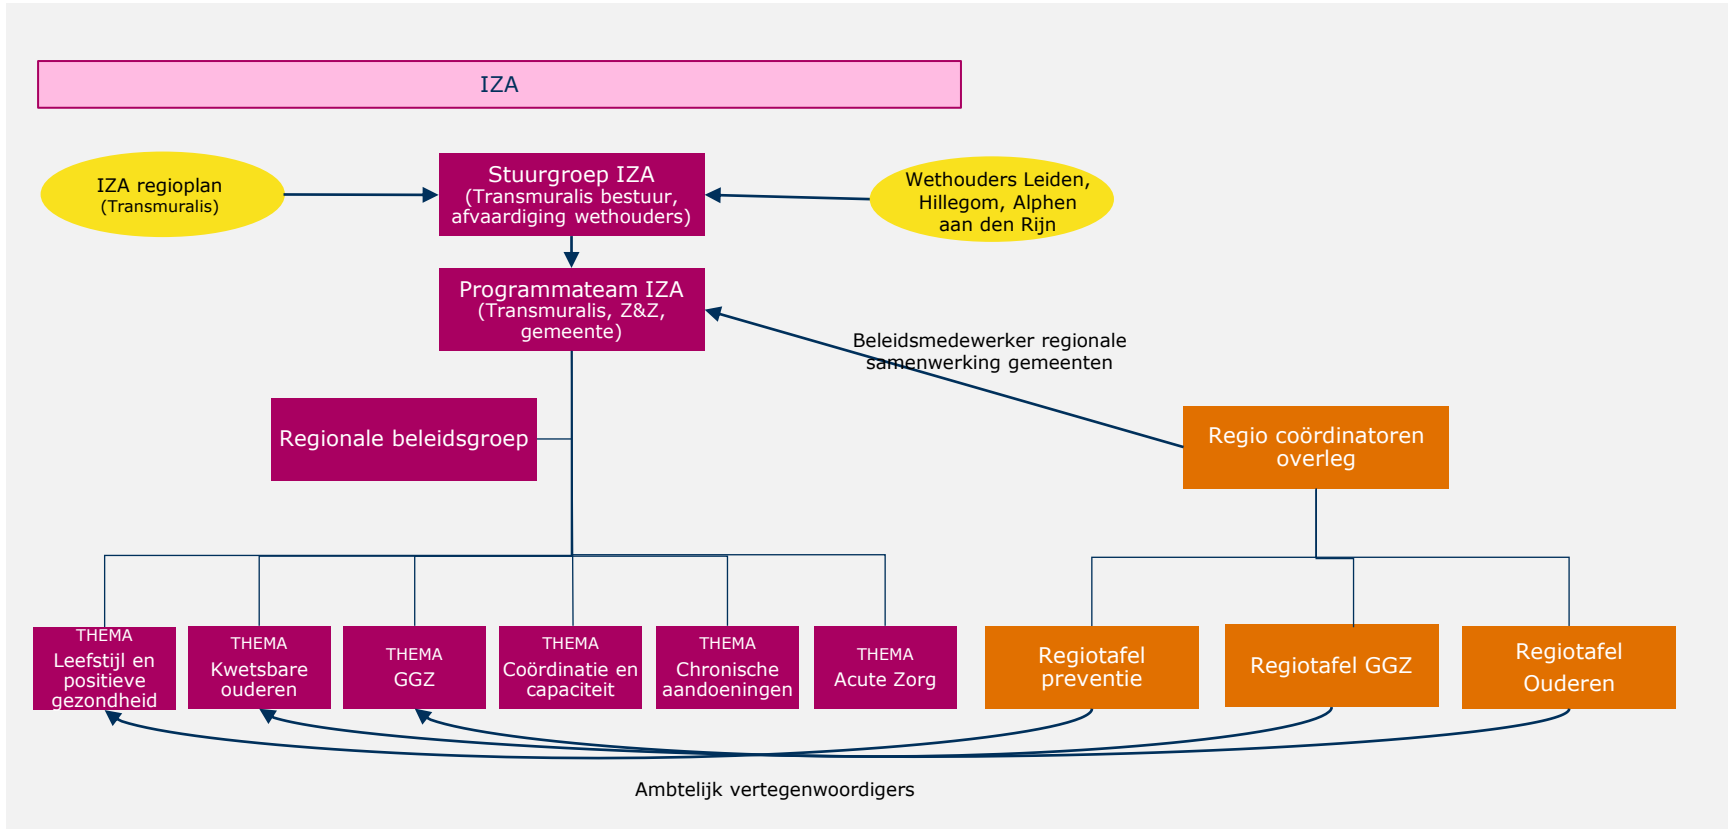 IZA
IZA regioplan
(Transmuralis)
Stuurgroep IZA
(Transmuralis bestuur,
afvaardiging wethouders)
Wethouders Leiden,
Hillegom, Alphen
aan den Rijn
Programmateam IZA
(Transmuralis, Z&Z,
gemeente)
Beleidsmedewerker regionale
samenwerking gemeenten
Regionale beleidsgroep
Regio coördinatoren
overleg
THEMA
Leefstijl en
positieve
gezondheid
THEMA
Kwetsbare
ouderen
THEMA
GGZ
THEMA
Coördinatie en
capaciteit
THEMA
Chronische
aandoeningen
THEMA
Acute Zorg
Regiotafel
preventie
Regiotafel GGZ
Regiotafel
Ouderen
Ambtelijk vertegenwoordigers